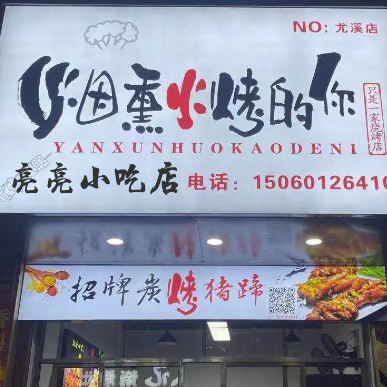 NO: 尤溪店
烟熏火烤的你
只是一家烧烤店
YANXUNHUOKAODENI
亮亮小吃店 电话: 15060126410
招牌炭烤猪蹄